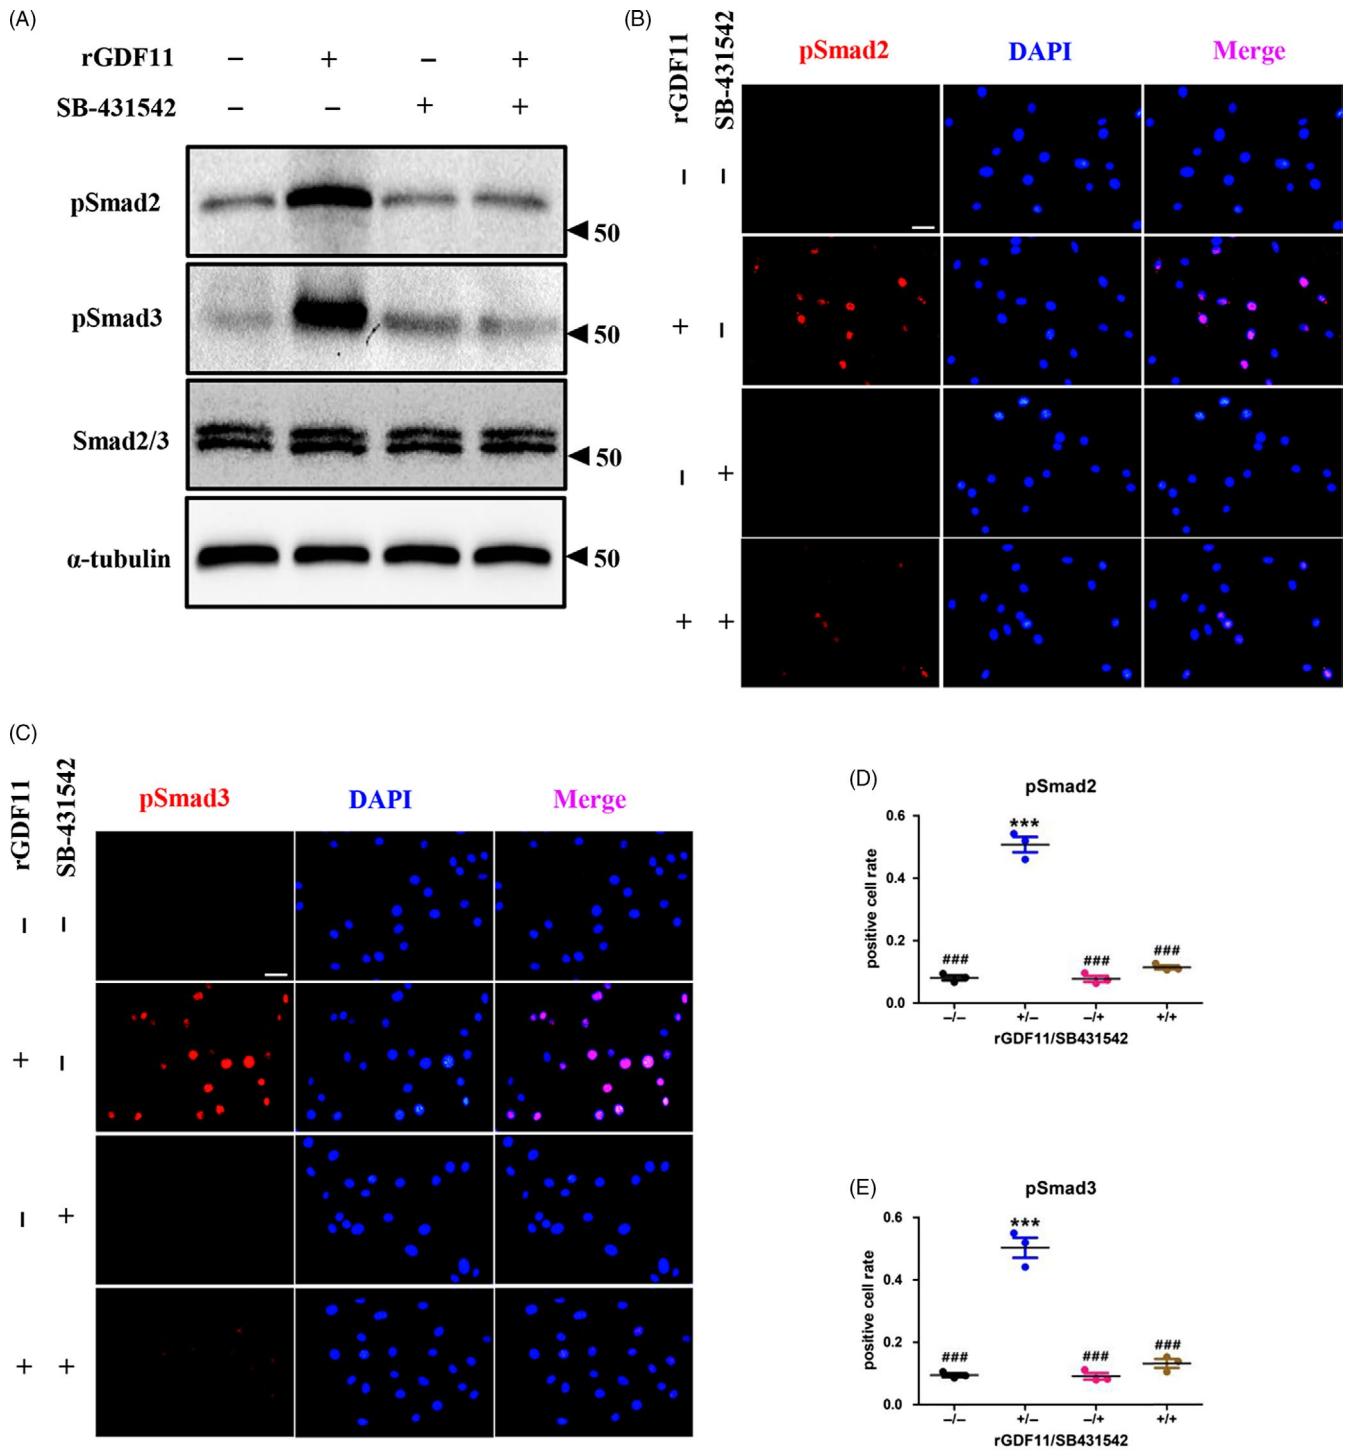 (A)
rGDF11 – + – +
SB-431542 – – + +
pSmad2
50
pSmad3
50
Smad2/3
50
α-tubulin
50
(B)
rGDF11 SB-431542
pSmad2 DAPI Merge
– –
+ –
– +
+ +
(C)
rGDF11 SB-431542
pSmad3 DAPI Merge
– –
+ –
– +
+ +
(D)
pSmad2
positive cell rate
0.6
0.4
0.2
0.0
***
### ### ###
–/– +/– –/+ +/+
rGDF11/SB431542
(E)
pSmad3
positive cell rate
0.6
0.4
0.2
0.0
***
### ### ###
–/– +/– –/+ +/+
rGDF11/SB431542